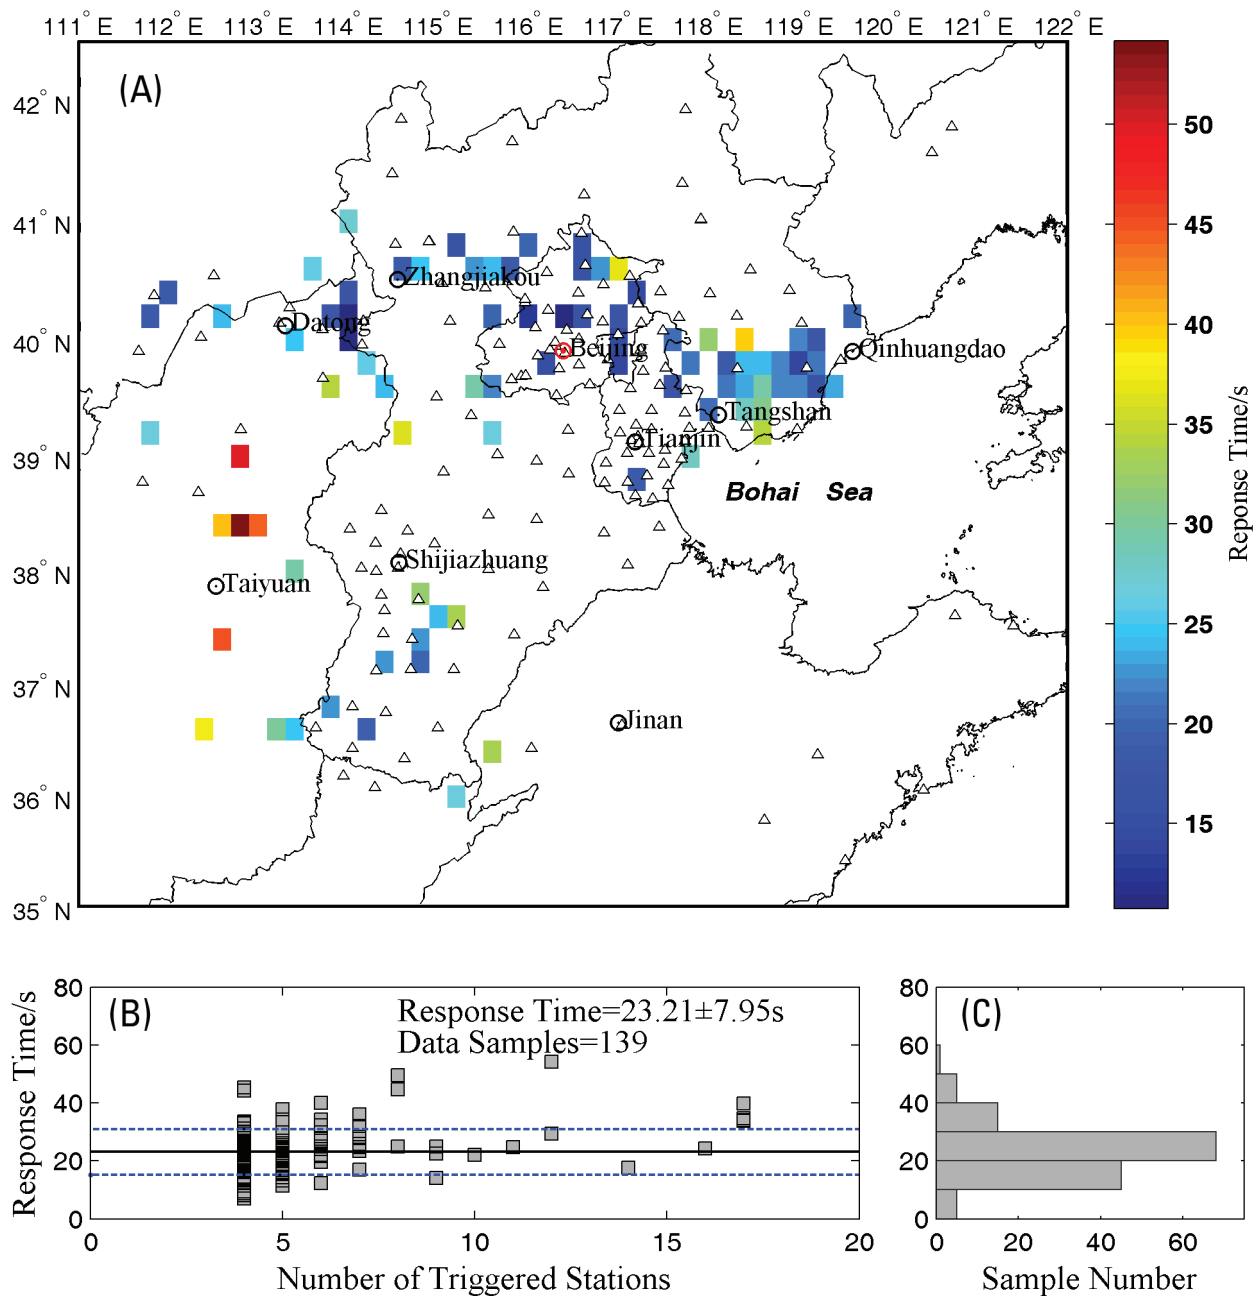 111° E 112° E 113° E 114° E 115° E 116° E 117° E 118° E 119° E 120° E 121° E 122° E
(A)
42° N
41° N
40° N
39° N
38° N
37° N
36° N
35° N
Zhangjiakou
Datong
Beijing
Qinhuangdao
Tangshan
Tianjin
Bohai Sea
Shijiazhuang
Taiyuan
Jinan
50
45
40
35
30
25
20
15
Reponse Time/s
(B)
Response Time=23.21±7.95s
Data Samples=139
80
60
40
20
0
Response Time/s
0 5 10 15 20
Number of Triggered Stations
(C)
80
60
40
20
0
0 20 40 60
Sample Number